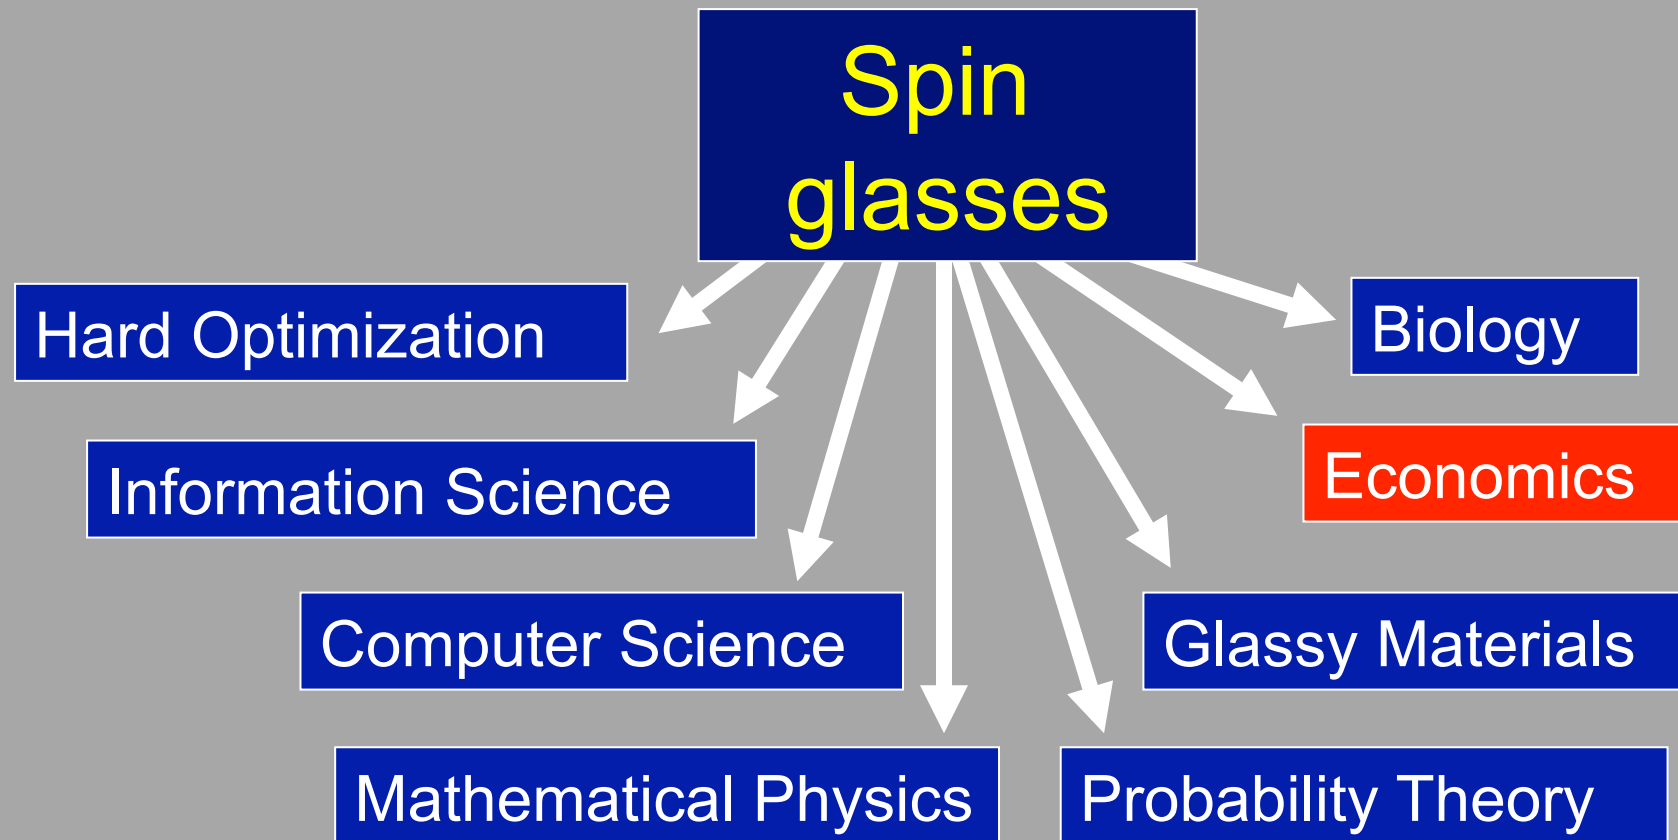 Spin
glasses
Hard Optimization
Biology
Information Science
Economics
Computer Science
Glassy Materials
Mathematical Physics
Probability Theory